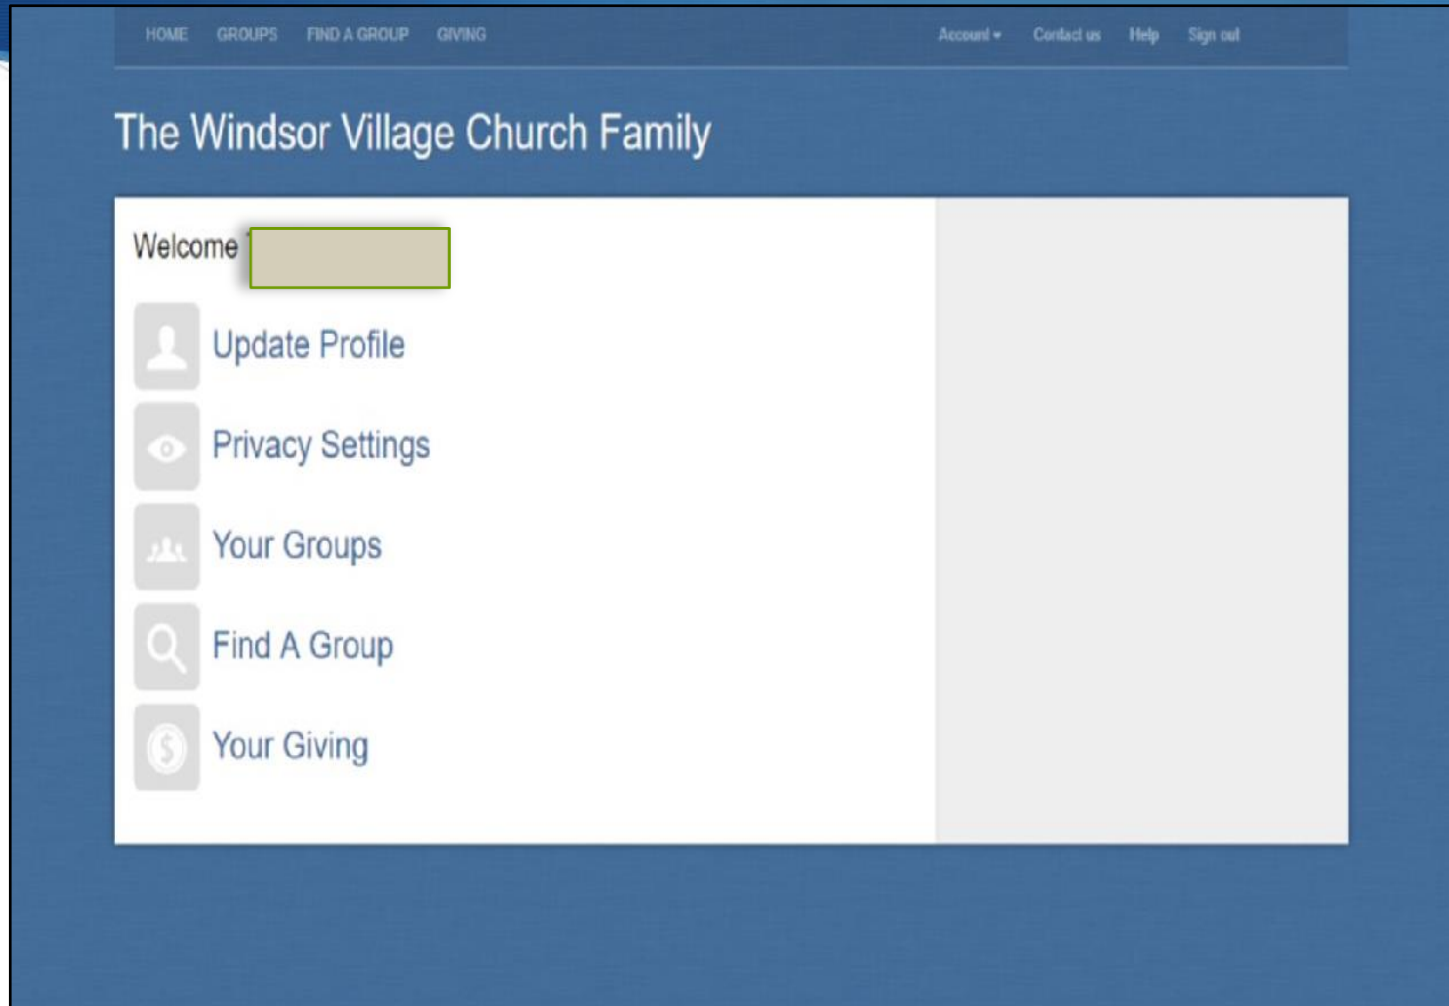 HOME GROUPS FIND A GROUP GIVING Account Contact us Help Sign out
The Windsor Village Church Family
Welcome
Update Profile
Privacy Settings
Your Groups
Find A Group
Your Giving